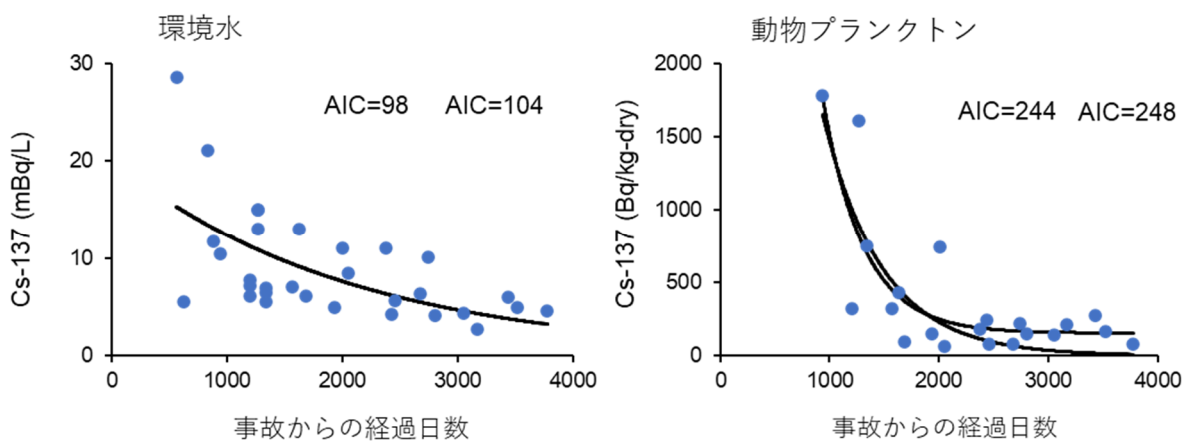 環境水
30
20
10
0
Cs-137 (mBq/L)
AIC=98 AIC=104
0 1000 2000 3000 4000
事故からの経過日数
動物プランクトン
2000
1500
1000
500
0
Cs-137 (Bq/kg-dry)
AIC=244 AIC=248
0 1000 2000 3000 4000
事故からの経過日数